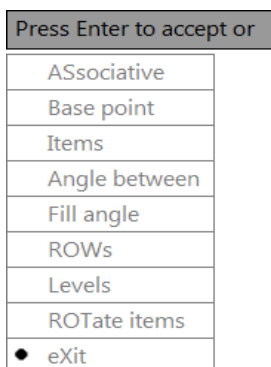 Press Enter to accept or
ASsociative
Base point
Items
Angle between
Fill angle
ROWs
Levels
ROTate items
eXit